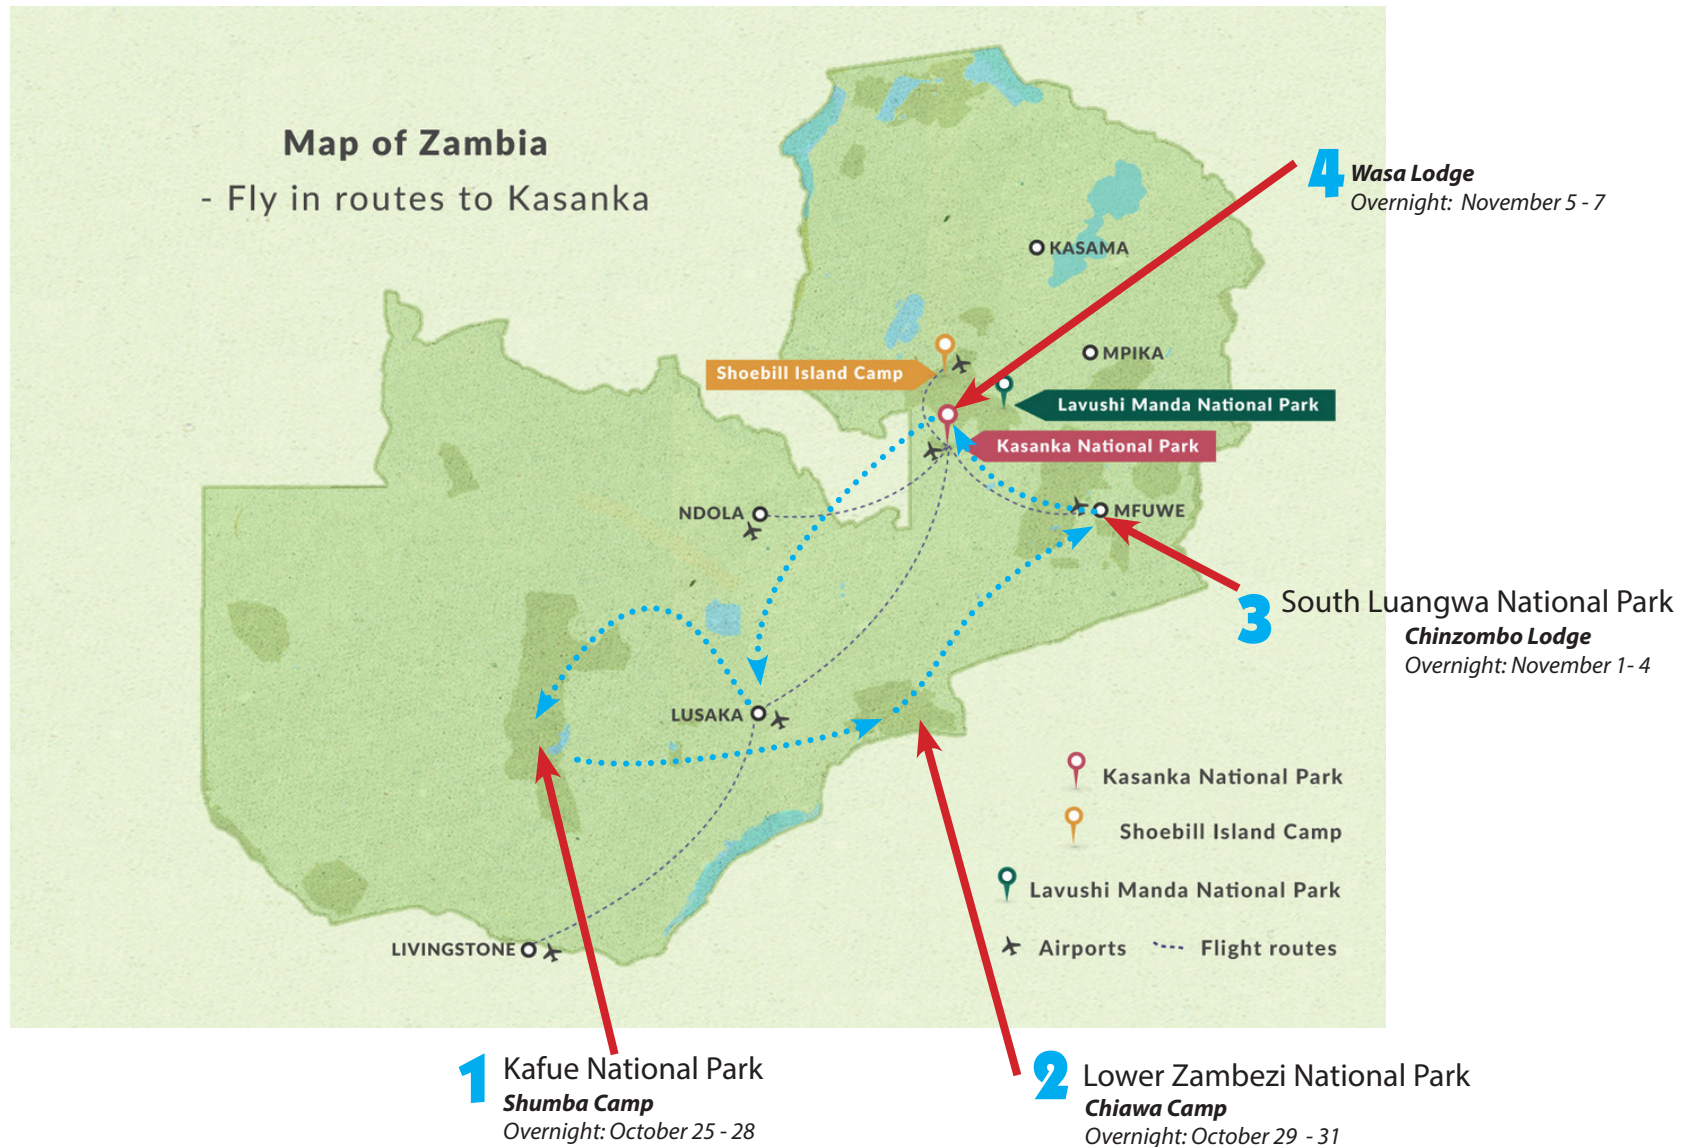 Map of Zambia
- Fly in routes to Kasanka
4
Wasa Lodge
Overnight: November 5 - 7
KASAMA
MPIKA
Shoebill Island Camp
Lavushi Manda National Park
Kasanka National Park
NDOLA
MFUWE
3
South Luangwa National Park
Chinzombo Lodge
Overnight: November 1- 4
LUSAKA
Kasanka National Park
Shoebill Island Camp
Lavushi Manda National Park
Airports
Flight routes
LIVINGSTONE
1
Kafue National Park
Shumba Camp
Overnight: October 25 - 28
2
Lower Zambezi National Park
Chiawa Camp
Overnight: October 29 - 31